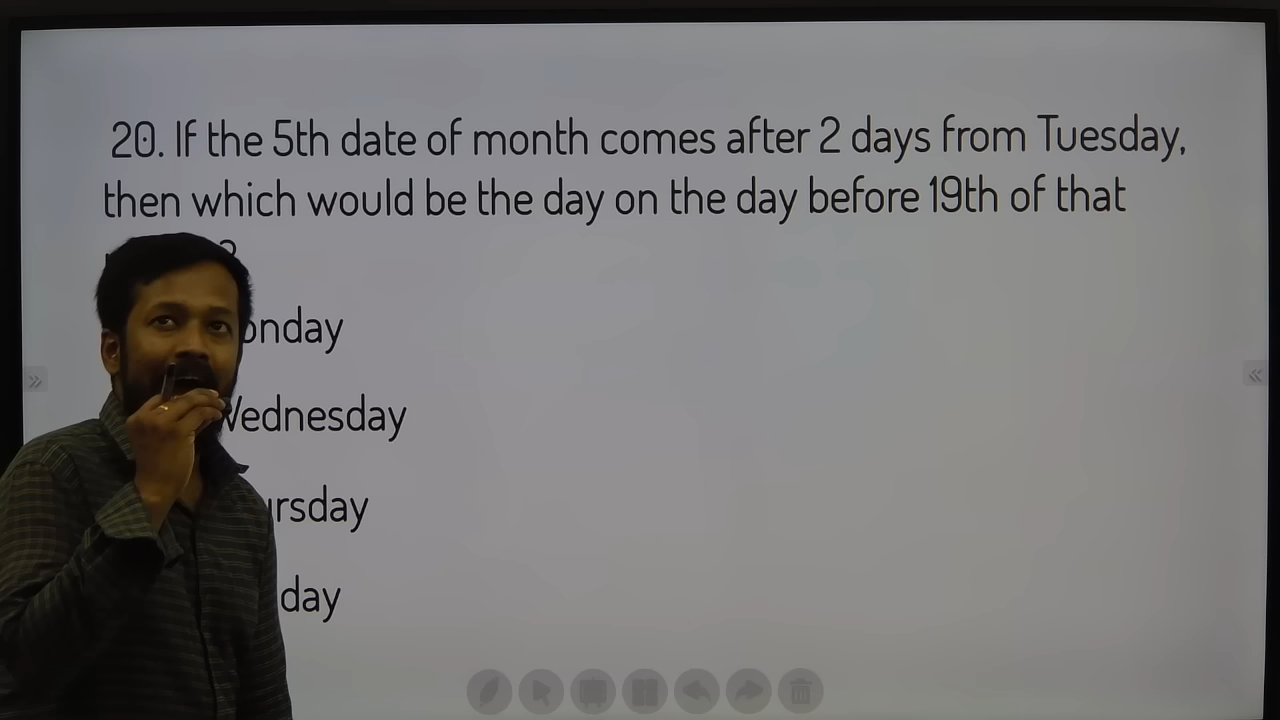 20. If the 5th date of month comes after 2 days from Tuesday,
then which would be the day on the day before 19th of that
?
onday
Wednesday
ursday
day